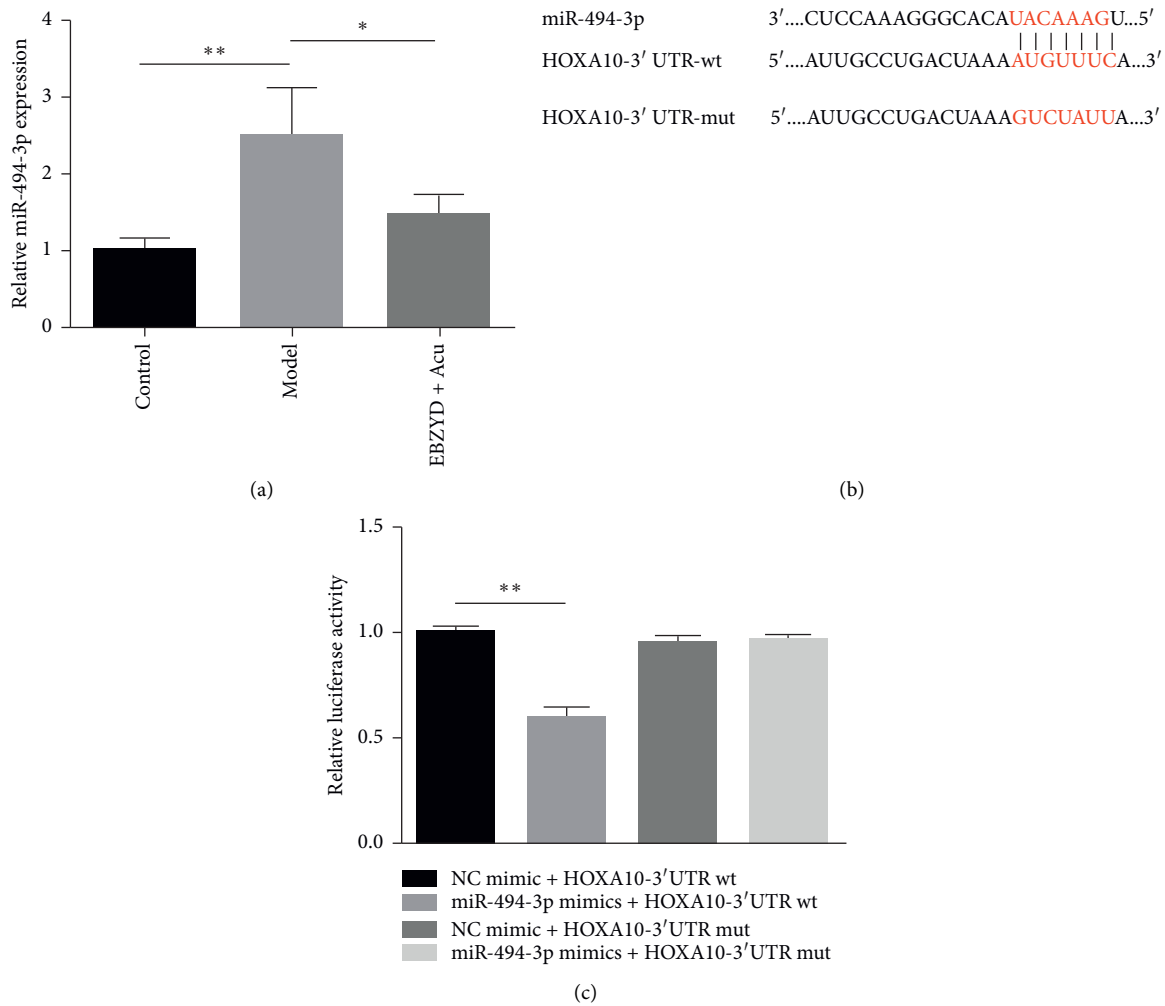 4
3
2
1
0
Relative miR-494-3p expression
**
*
Control
Model
EBZYD + Acu
(a)
miR-494-3p 3′....CUCCAAAGGGCACAUACAAAGU...5′
HOXA10-3′ UTR-wt 5′....AUUGCCUGACUAAAAUGUUUCA...3′
HOXA10-3′ UTR-mut 5′....AUUGCCUGACUAAAGUCUAUUA...3′
(b)
1.5
1.0
0.5
0.0
Relative luciferase activity
**
NC mimic + HOXA10-3′UTR wt
miR-494-3p mimics + HOXA10-3′UTR wt
NC mimic + HOXA10-3′UTR mut
miR-494-3p mimics + HOXA10-3′UTR mut
(c)